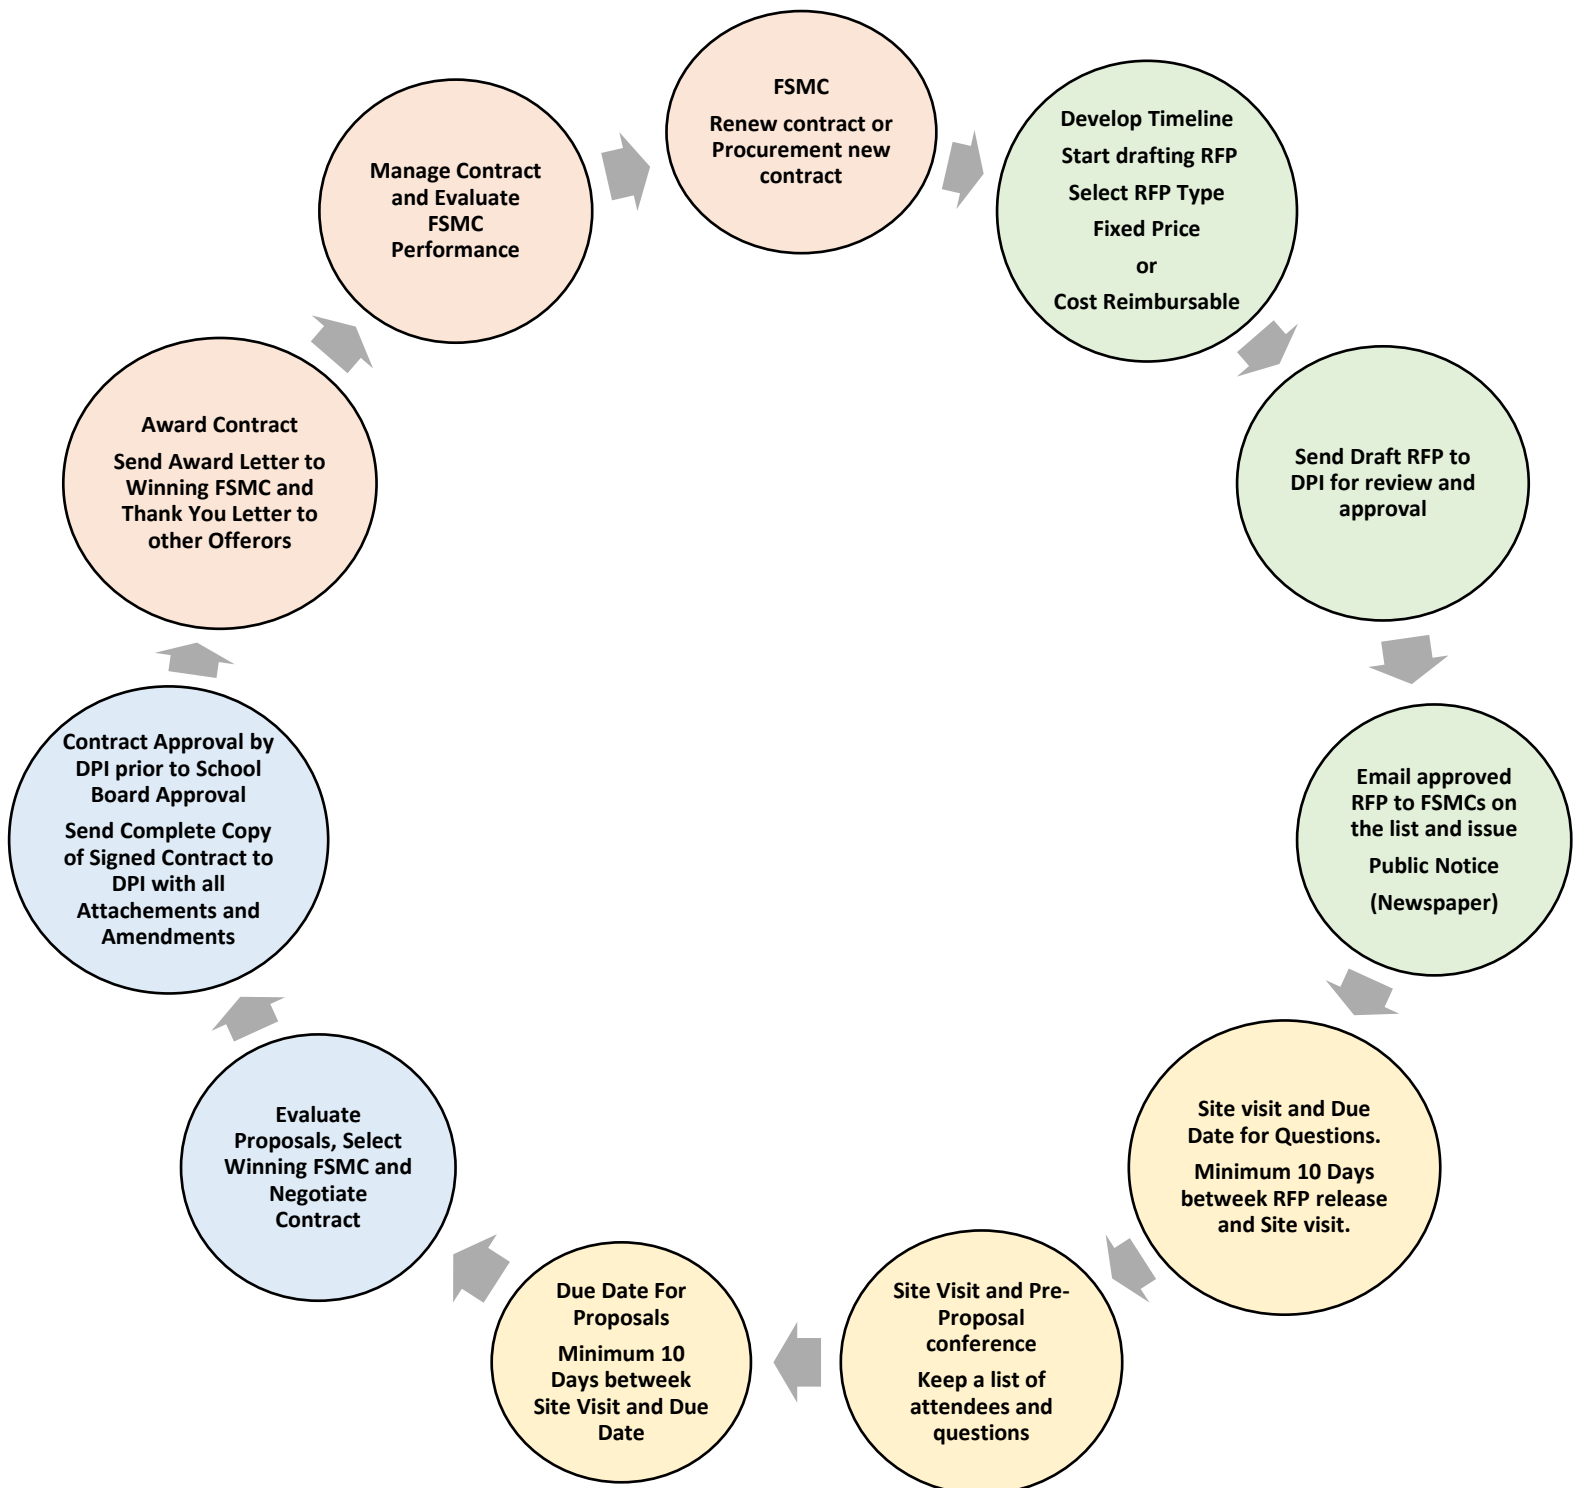 FSMC
Renew contract or
Procurement new
contract
Develop Timeline
Start drafting RFP
Select RFP Type
Fixed Price
or
Cost Reimbursable
Send Draft RFP to
DPI for review and
approval
Email approved
RFP to FSMCs on
the list and issue
Public Notice
(Newspaper)
Site visit and Due
Date for Questions.
Minimum 10 Days
betweek RFP release
and Site visit.
Site Visit and Pre-
Proposal
conference
Keep a list of
attendees and
questions
Due Date For
Proposals
Minimum 10
Days betweek
Site Visit and Due
Date
Evaluate
Proposals, Select
Winning FSMC and
Negotiate
Contract
Contract Approval by
DPI prior to School
Board Approval
Send Complete Copy
of Signed Contract to
DPI with all
Attachements and
Amendments
Award Contract
Send Award Letter to
Winning FSMC and
Thank You Letter to
other Offerors
Manage Contract
and Evaluate
FSMC
Performance